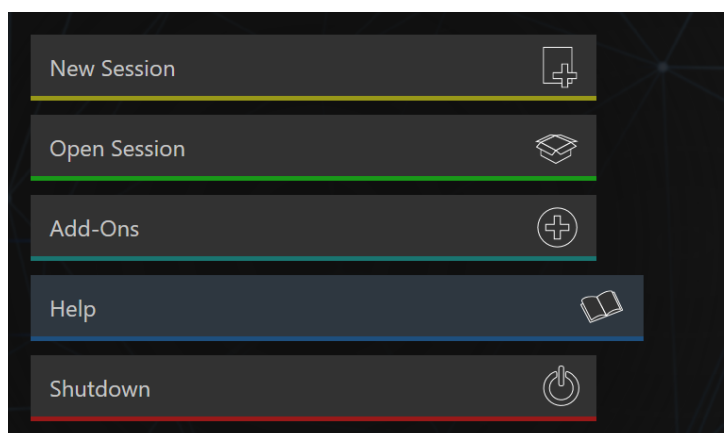 New Session
Open Session
Add-Ons
Help
Shutdown